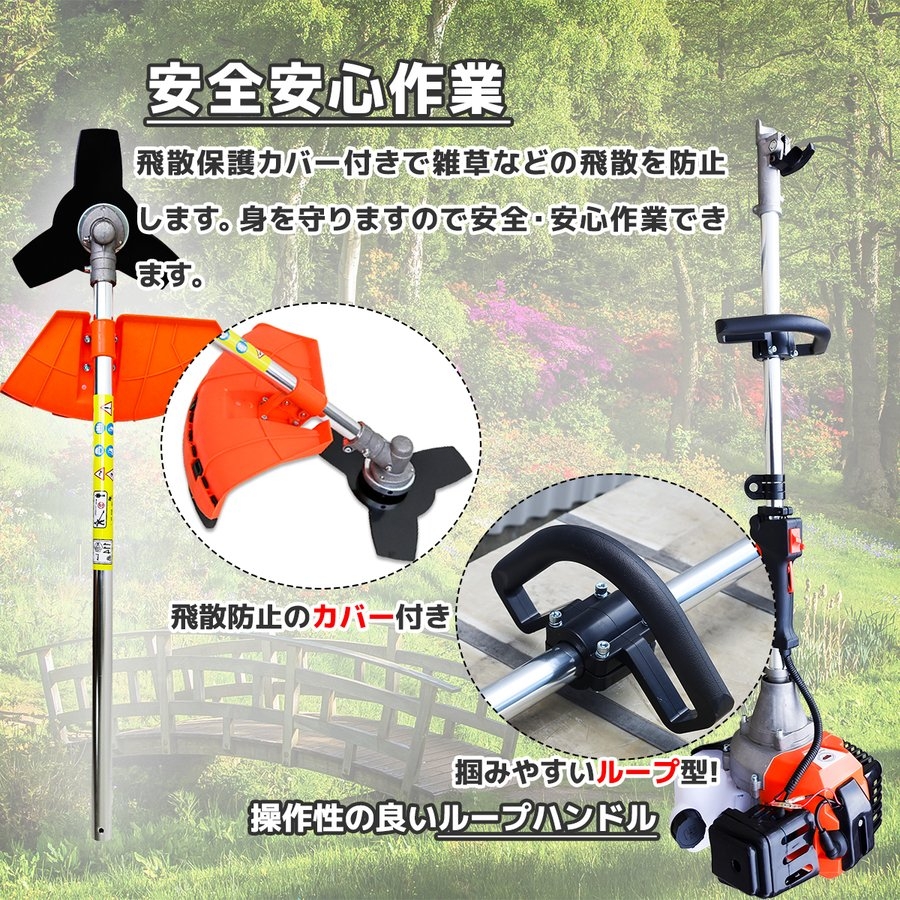 安全安心作業
飛散保護カバー付きで雑草などの飛散を防止
します。身を守りますので安全・安心作業でき
ます。
飛散防止のカバー付き
掴みやすいループ型!
操作性の良いループハンドル